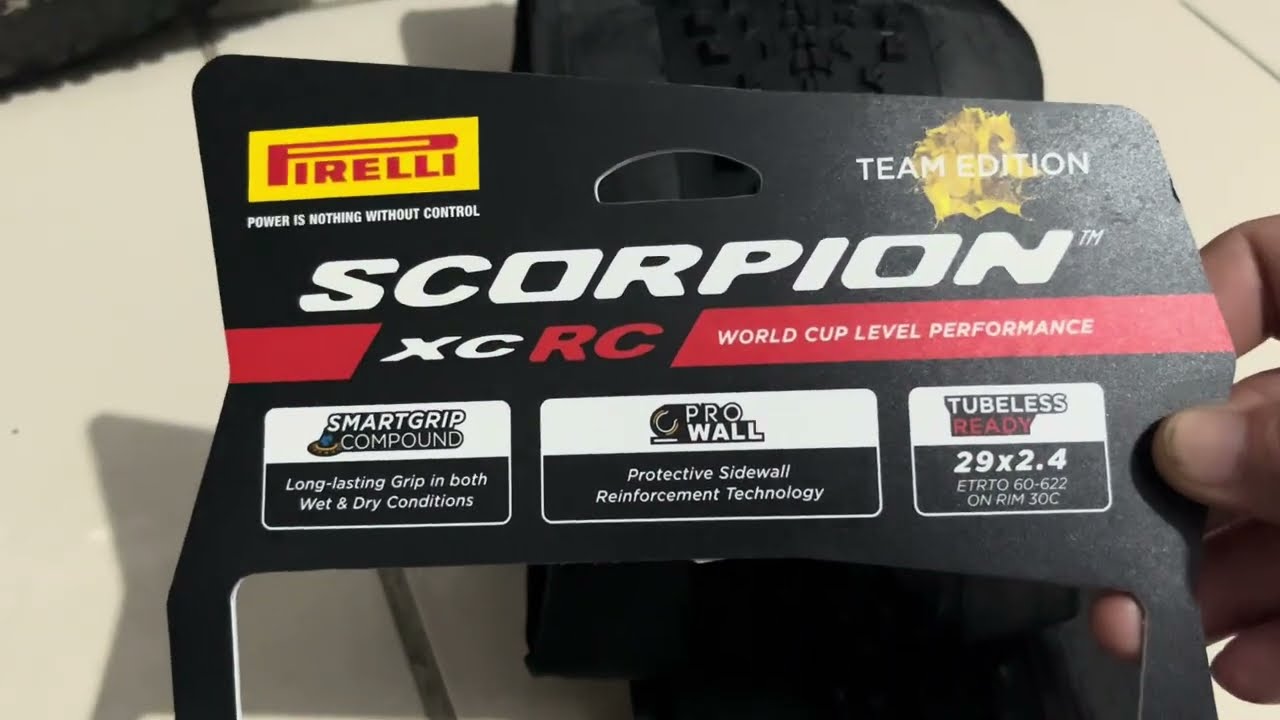 PIRELLI
POWER IS NOTHING WITHOUT CONTROL
TEAM EDITION
SCORPION™
XC RC
WORLD CUP LEVEL PERFORMANCE
SMARTGRIP
COMPOUND
Long-lasting Grip in both
Wet & Dry Conditions
PRO
WALL
Protective Sidewall
Reinforcement Technology
TUBELESS
READY
29x2.4
ETRTO 60-622
ON RIM 30C